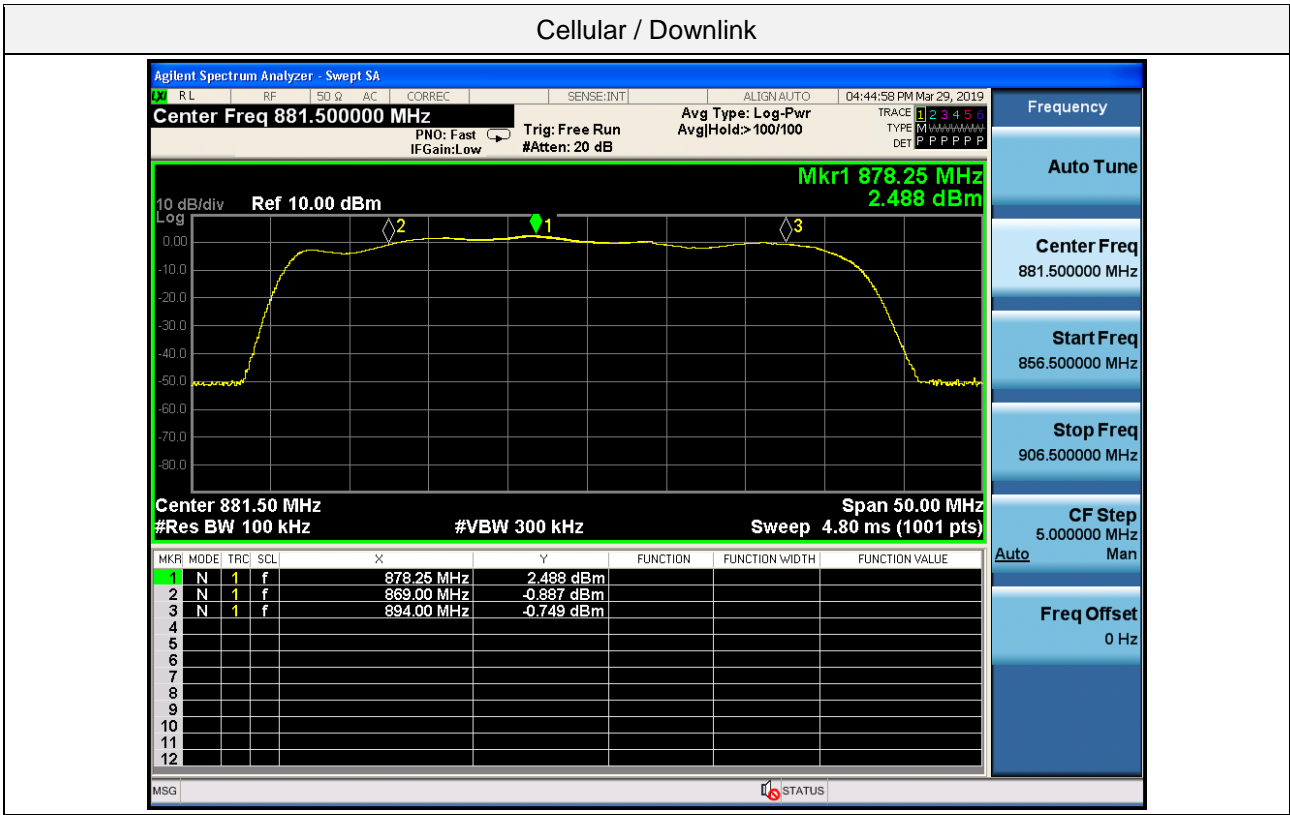 Cellular / Downlink
Agilent Spectrum Analyzer - Swept SA
LXI RL RF 50 Ω AC CORREC SENSE:INT ALIGN AUTO 04:44:58 PM Mar 29, 2019
Center Freq 881.500000 MHz
PNO: Fast
IFGain:Low
Trig: Free Run
#Atten: 20 dB
Avg Type: Log-Pwr
Avg|Hold:>100/100
TRACE 1 2 3 4 5 6
TYPE M WWWWW
DET P P P P P P
Mkr1 878.25 MHz
2.488 dBm
10 dB/div Ref 10.00 dBm
Log
2 1 3
0.00
-10.0
-20.0
-30.0
-40.0
-50.0
-60.0
-70.0
-80.0
Center 881.50 MHz Span 50.00 MHz
#Res BW 100 kHz #VBW 300 kHz Sweep 4.80 ms (1001 pts)
MKR MODE TRC SCL X Y FUNCTION FUNCTION WIDTH FUNCTION VALUE
1 N 1 f 878.25 MHz 2.488 dBm
2 N 1 f 869.00 MHz -0.887 dBm
3 N 1 f 894.00 MHz -0.749 dBm
4
5
6
7
8
9
10
11
12
MSG STATUS
Frequency
Auto Tune
Center Freq
881.500000 MHz
Start Freq
856.500000 MHz
Stop Freq
906.500000 MHz
CF Step
5.000000 MHz
Auto Man
Freq Offset
0 Hz